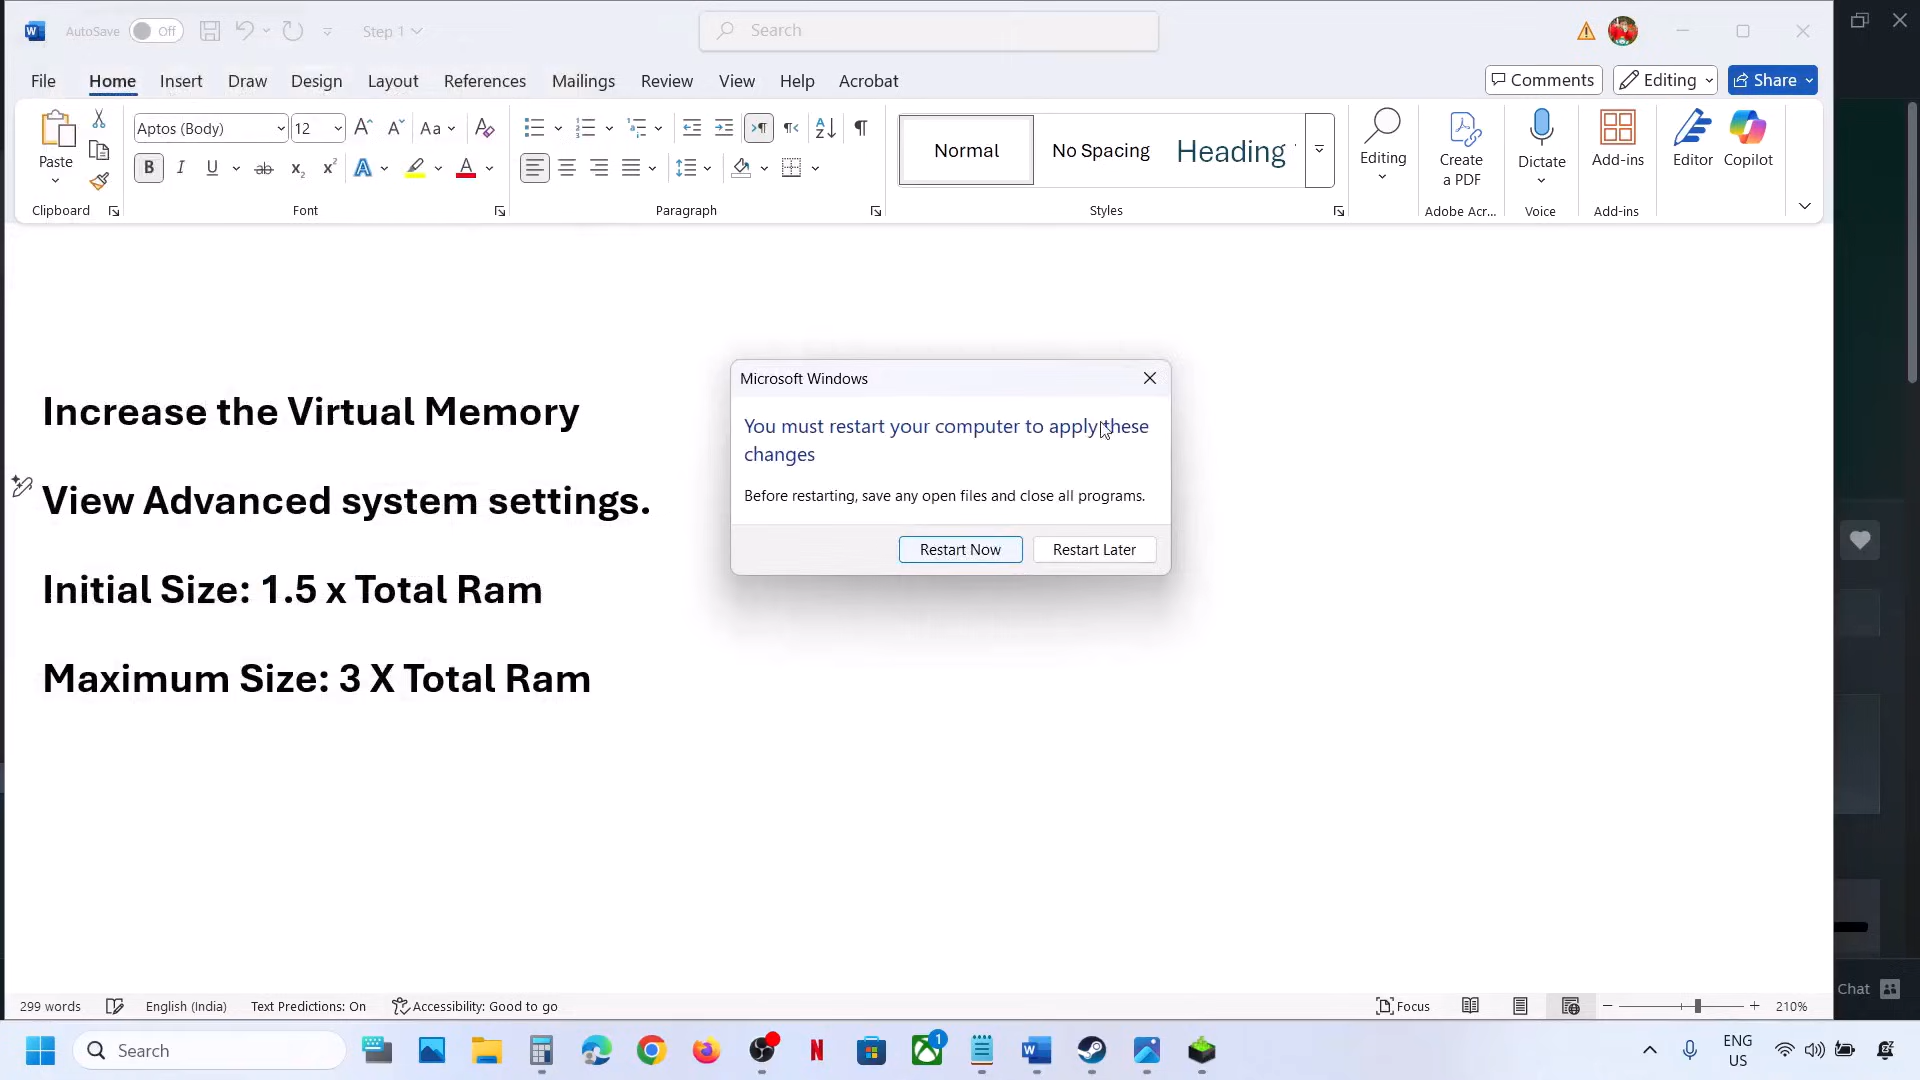 AutoSave Off Step 1 Search
File Home Insert Draw Design Layout References Mailings Review View Help Acrobat Comments Editing Share
Paste Aptos (Body) 12 Aa Normal No Spacing Heading Editing Create a PDF Dictate Add-ins Editor Copilot
Clipboard Font Paragraph Styles Adobe Acr... Voice Add-ins
Increase the Virtual Memory
View Advanced system settings.
Initial Size: 1.5 x Total Ram
Maximum Size: 3 X Total Ram
Microsoft Windows
You must restart your computer to apply these
changes
Before restarting, save any open files and close all programs.
Restart Now Restart Later
Chat
299 words English (India) Text Predictions: On Accessibility: Good to go Focus 210%
Search 1 ENG
US